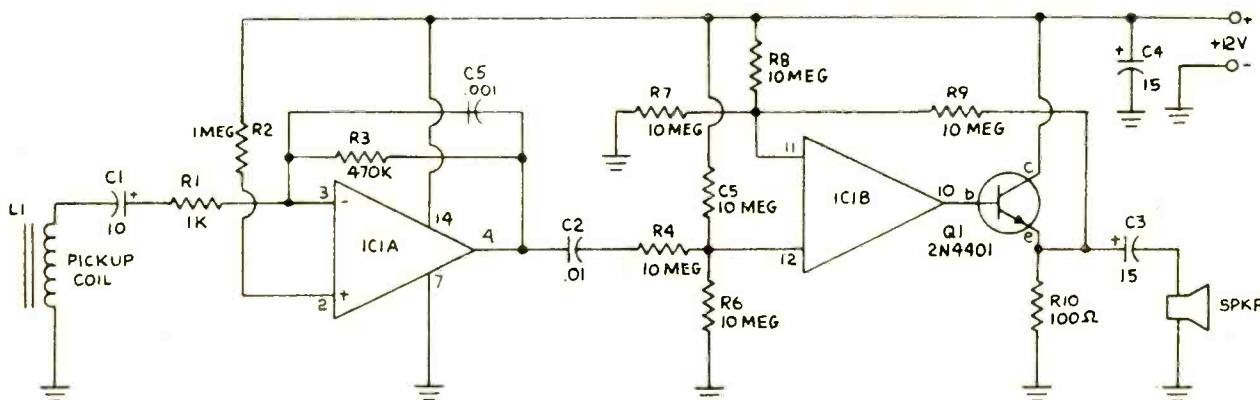 L1
PICKUP
COIL
C1
+
10
R1
1K
1MEG R2
C5
.001
R3
470K
3
-
IC1A
14
4
2
+
7
C2
.01
R4
10 MEG
C5
10 MEG
R6
10 MEG
R7
10 MEG
R8
10MEG
R9
10 MEG
11
IC1B
12
10
b
c
e
Q1
2N4401
+
C3
15
R10
100Ω
SPKR
+
C4
15
+
+12V
-